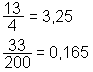 13/4 = 3,25
33/200 = 0,165